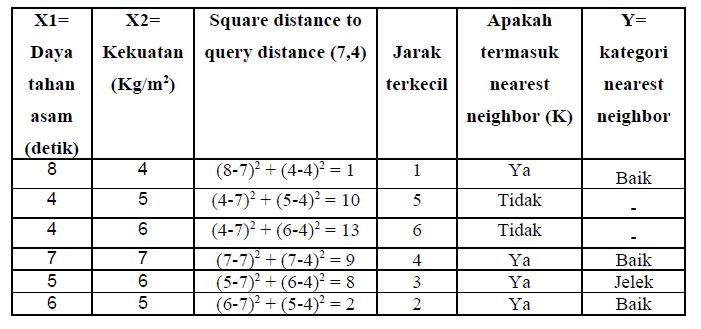 X1= Daya tahan asam (detik) | X2= Kekuatan (Kg/m²) | Square distance to query distance (7,4) | Jarak terkecil | Apakah termasuk nearest neighbor (K) | Y= kategori nearest neighbor
8 | 4 | (8-7)² + (4-4)² = 1 | 1 | Ya | Baik
4 | 5 | (4-7)² + (5-4)² = 10 | 5 | Tidak | -
4 | 6 | (4-7)² + (6-4)² = 13 | 6 | Tidak | -
7 | 7 | (7-7)² + (7-4)² = 9 | 4 | Ya | Baik
5 | 6 | (5-7)² + (6-4)² = 8 | 3 | Ya | Jelek
6 | 5 | (6-7)² + (5-4)² = 2 | 2 | Ya | Baik